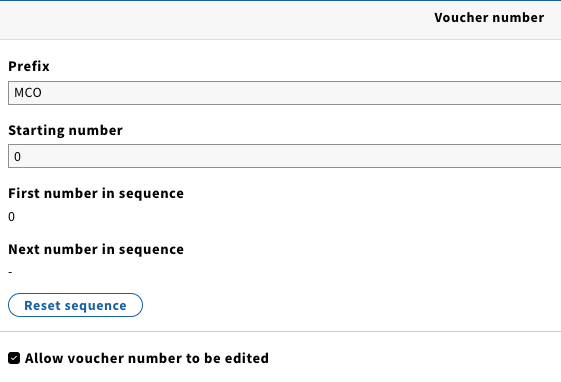 Voucher number
Prefix
MCO
Starting number
0
First number in sequence
0
Next number in sequence
-
Reset sequence
Allow voucher number to be edited